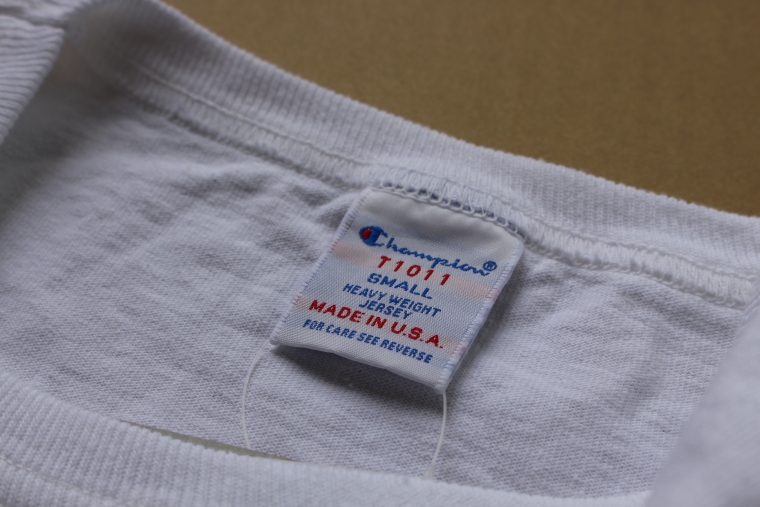 Champion®
T1011
SMALL
HEAVY WEIGHT
JERSEY
MADE IN U.S.A.
FOR CARE SEE REVERSE